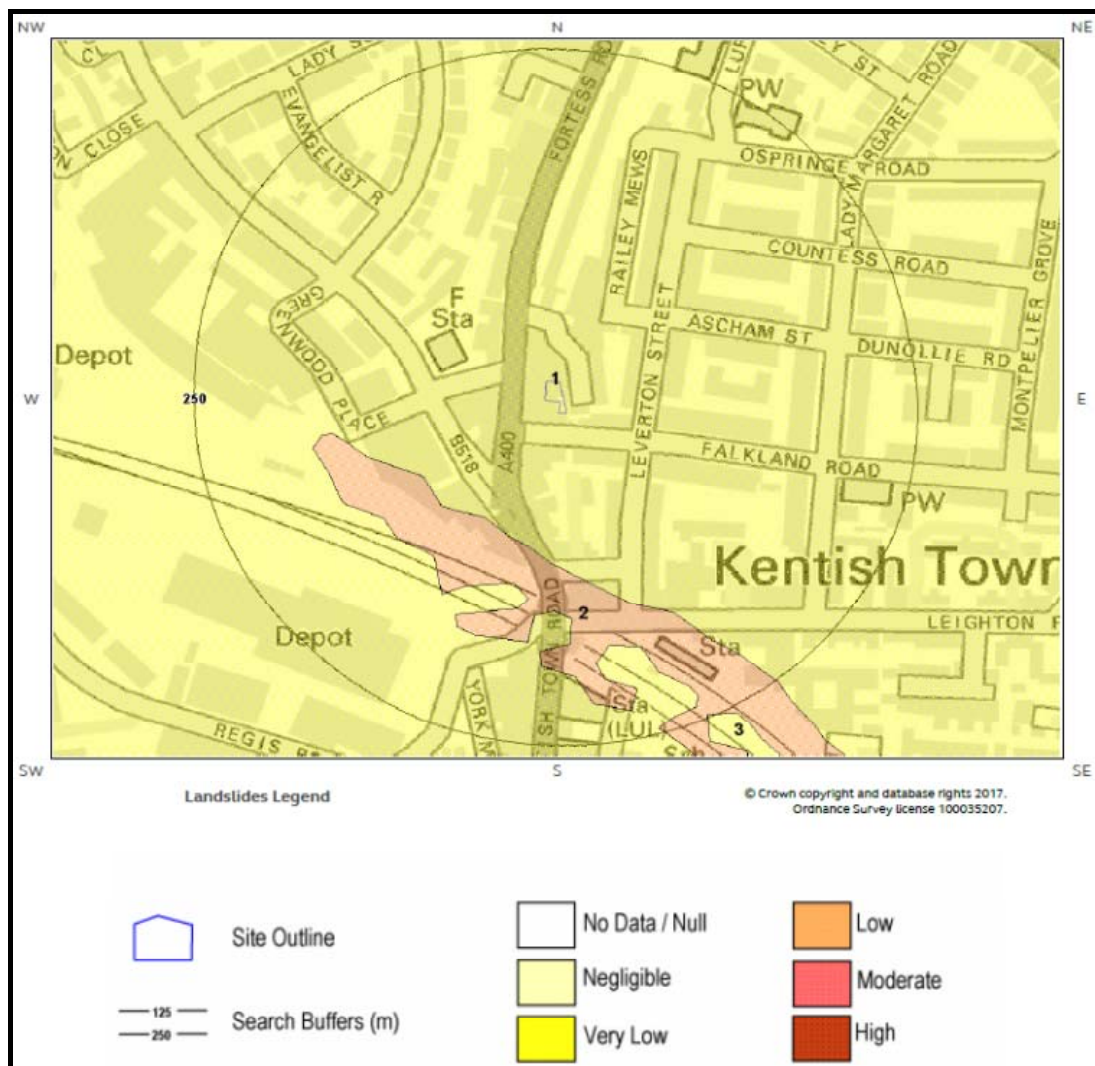 NW
N
NE
LADY
FORTESS RD
EVANGELIST R
ON CLOSE
PW
LADY MARGARET ROAD
OSPRINGE ROAD
RAILEY MEWS
COUNTESS ROAD
MONTPELIER GROVE
GREENWOOD PLACE
F
Sta
LEVERTON STREET
ASCHAM ST
DUNOLLIE RD
Depot
1
W
250
E
B518
A400
FALKLAND ROAD
PW
Kentish Town
2
Depot
TOWN ROAD
LEIGHTON
Sta
Sta
(LUL)
YORK M
3
REGIS
SW
S
SE
Landslides Legend
© Crown copyright and database rights 2017.
Ordnance Survey license 100035207.
Site Outline
125
250
Search Buffers (m)
No Data / Null
Negligible
Very Low
Low
Moderate
High